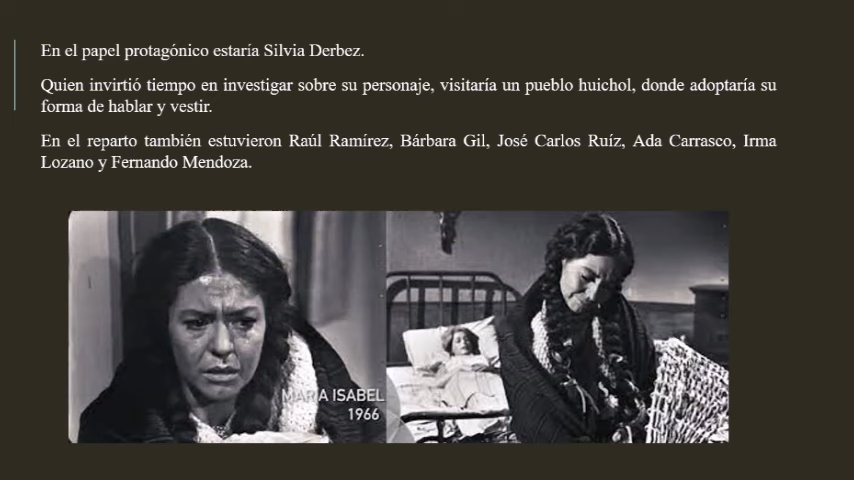 En el papel protagónico estaría Silvia Derbez.
Quien invirtió tiempo en investigar sobre su personaje, visitaría un pueblo huichol, donde adoptaría su
forma de hablar y vestir.
En el reparto también estuvieron Raúl Ramírez, Bárbara Gil, José Carlos Ruíz, Ada Carrasco, Irma
Lozano y Fernando Mendoza.
MARÍA ISABEL
1966